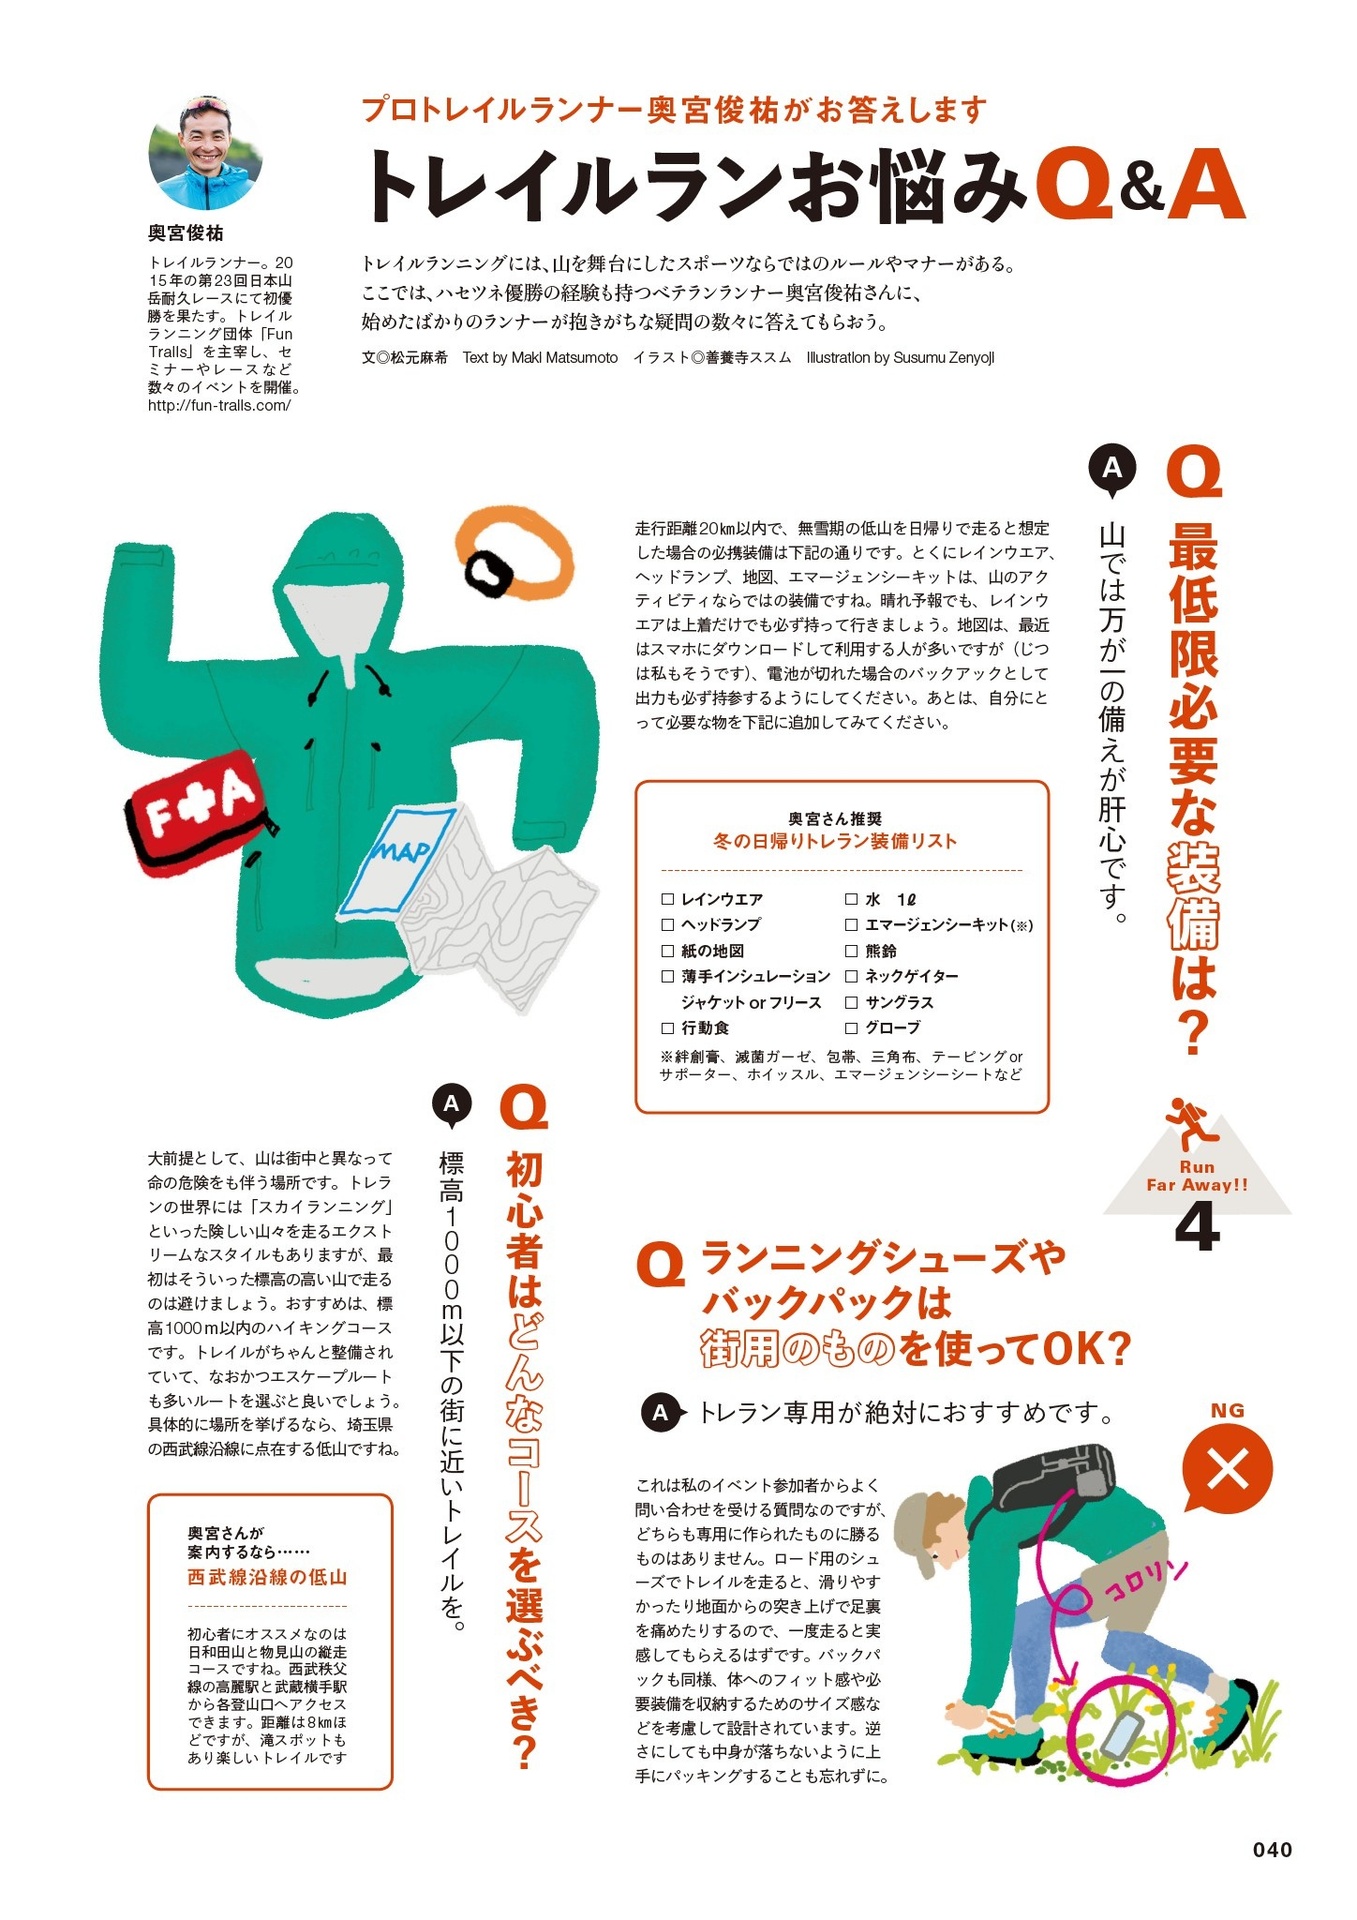 プロトレイルランナー奥宮俊祐がお答えします
トレイルランお悩みQ&A
トレイルランニングには、山を舞台にしたスポーツならではのルールやマナーがある。
ここでは、ハセツネ優勝の経験も持つベテランランナー奥宮俊祐さんに、
始めたばかりのランナーが抱きがちな疑問の数々に答えてもらおう。
文◎松元麻希　Text by Maki Matsumoto　イラスト◎善養寺ススム　Illustration by Susumu Zenyoji
奥宮俊祐
トレイルランナー。20
15年の第23回日本山
岳耐久レースにて初優
勝を果たす。トレイル
ランニング団体「Fun
Tralls」を主宰し、セ
ミナーやレースなど
数々のイベントを開催。
http://fun-tralls.com/
Q
最低限必要な装備は？
A
山では万が一の備えが肝心です。
走行距離20㎞以内で、無雪期の低山を日帰りで走ると想定
した場合の必携装備は下記の通りです。とくにレインウエア、
ヘッドランプ、地図、エマージェンシーキットは、山のアク
ティビティならではの装備ですね。晴れ予報でも、レインウ
エアは上着だけでも必ず持って行きましょう。地図は、最近
はスマホにダウンロードして利用する人が多いですが（じつ
は私もそうです）、電池が切れた場合のバックアックとして
出力も必ず持参するようにしてください。あとは、自分にと
って必要な物を下記に追加してみてください。
F+A
MAP
奥宮さん推奨
冬の日帰りトレラン装備リスト
□ レインウエア
□ ヘッドランプ
□ 紙の地図
□ 薄手インシュレーション
ジャケット or フリース
□ 行動食
□ 水　1ℓ
□ エマージェンシーキット(※)
□ 熊鈴
□ ネックゲイター
□ サングラス
□ グローブ
※絆創膏、滅菌ガーゼ、包帯、三角布、テーピングor
サポーター、ホイッスル、エマージェンシーシートなど
Run
Far Away!!
4
Q
初心者はどんなコースを選ぶべき？
A
標高1000m以下の街に近いトレイルを。
大前提として、山は街中と異なって
命の危険をも伴う場所です。トレラ
ンの世界には「スカイランニング」
といった険しい山々を走るエクスト
リームなスタイルもありますが、最
初はそういった標高の高い山で走る
のは避けましょう。おすすめは、標
高1000m以内のハイキングコース
です。トレイルがちゃんと整備され
ていて、なおかつエスケープルート
も多いルートを選ぶと良いでしょう。
具体的に場所を挙げるなら、埼玉県
の西武線沿線に点在する低山ですね。
奥宮さんが
案内するなら……
西武線沿線の低山
初心者にオススメなのは
日和田山と物見山の縦走
コースですね。西武秩父
線の高麗駅と武蔵横手駅
から各登山口へアクセス
できます。距離は8㎞ほ
どですが、滝スポットも
あり楽しいトレイルです
Q ランニングシューズや
バックパックは
街用のものを使ってOK？
A トレラン専用が絶対におすすめです。
これは私のイベント参加者からよく
問い合わせを受ける質問なのですが、
どちらも専用に作られたものに勝る
ものはありません。ロード用のシュ
ーズでトレイルを走ると、滑りやす
かったり地面からの突き上げで足裏
を痛めたりするので、一度走ると実
感してもらえるはずです。バックパ
ックも同様、体へのフィット感や必
要装備を収納するためのサイズ感な
どを考慮して設計されています。逆
さにしても中身が落ちないように上
手にパッキングすることも忘れずに。
NG
コロリン
040